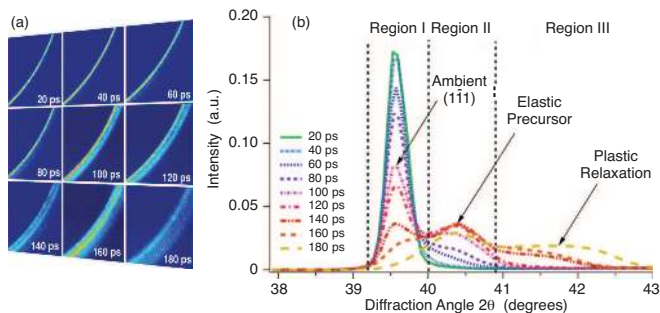 (a)
20 ps
40 ps
60 ps
80 ps
100 ps
120 ps
140 ps
160 ps
180 ps
(b)
Region I
Region II
Region III
0.20
0.15
0.10
0.05
0
Intensity (a.u.)
Ambient
(111)
Elastic
Precursor
Plastic
Relaxation
20 ps
40 ps
60 ps
80 ps
100 ps
120 ps
140 ps
160 ps
180 ps
38
39
40
41
42
43
Diffraction Angle 2θ (degrees)